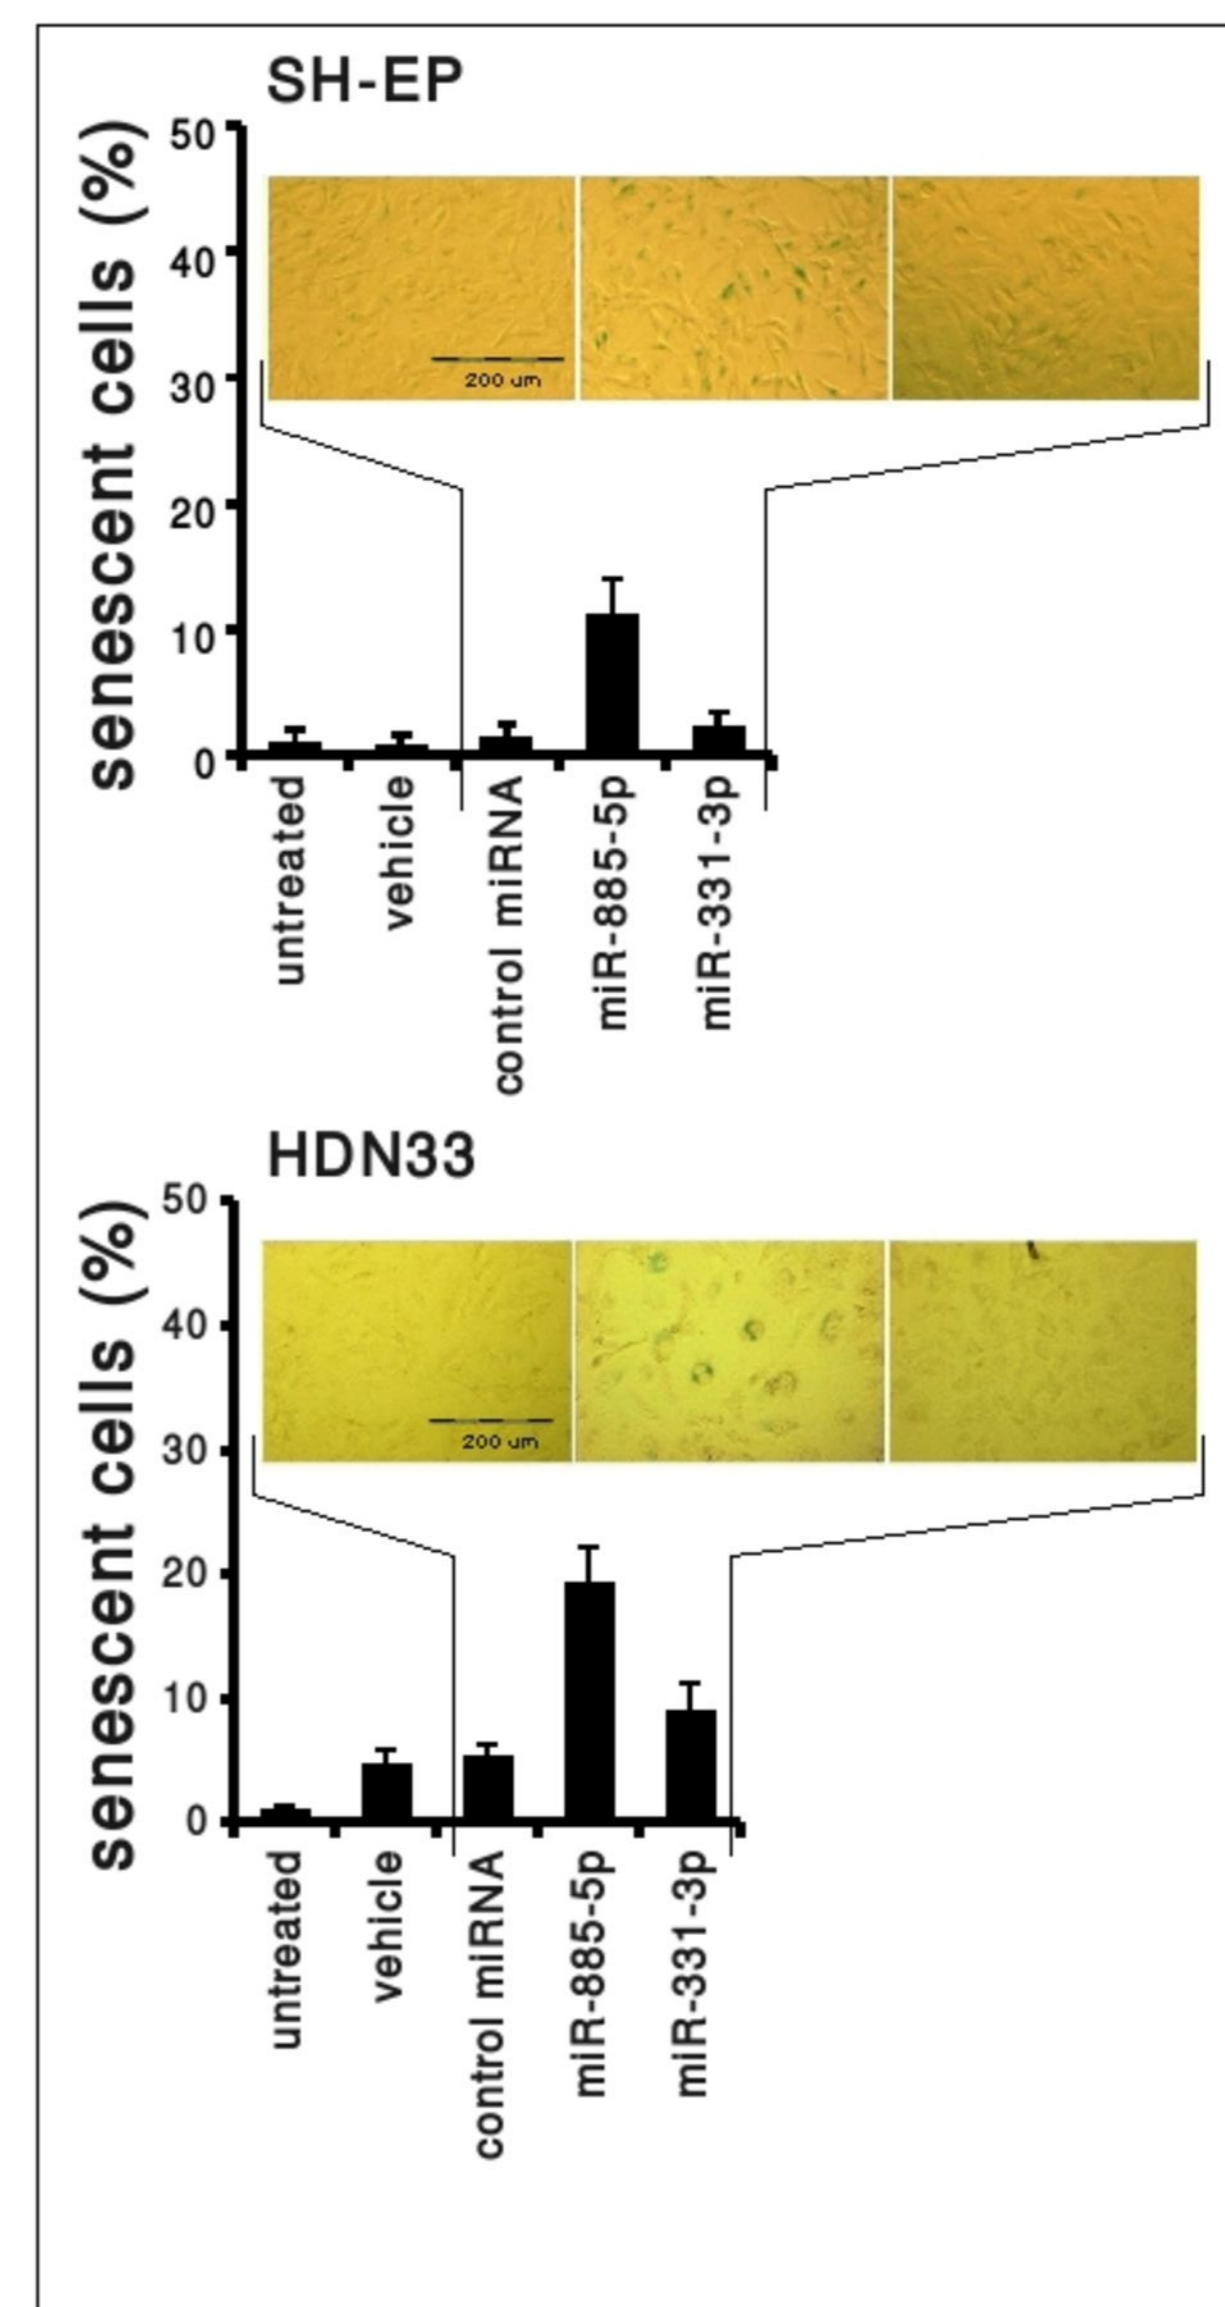 SH-EP
senescent cells (%)
50
40
30
20
10
0
200 um
untreated
vehicle
control miRNA
miR-885-5p
miR-331-3p
HDN33
senescent cells (%)
50
40
30
20
10
0
200 um
untreated
vehicle
control miRNA
miR-885-5p
miR-331-3p